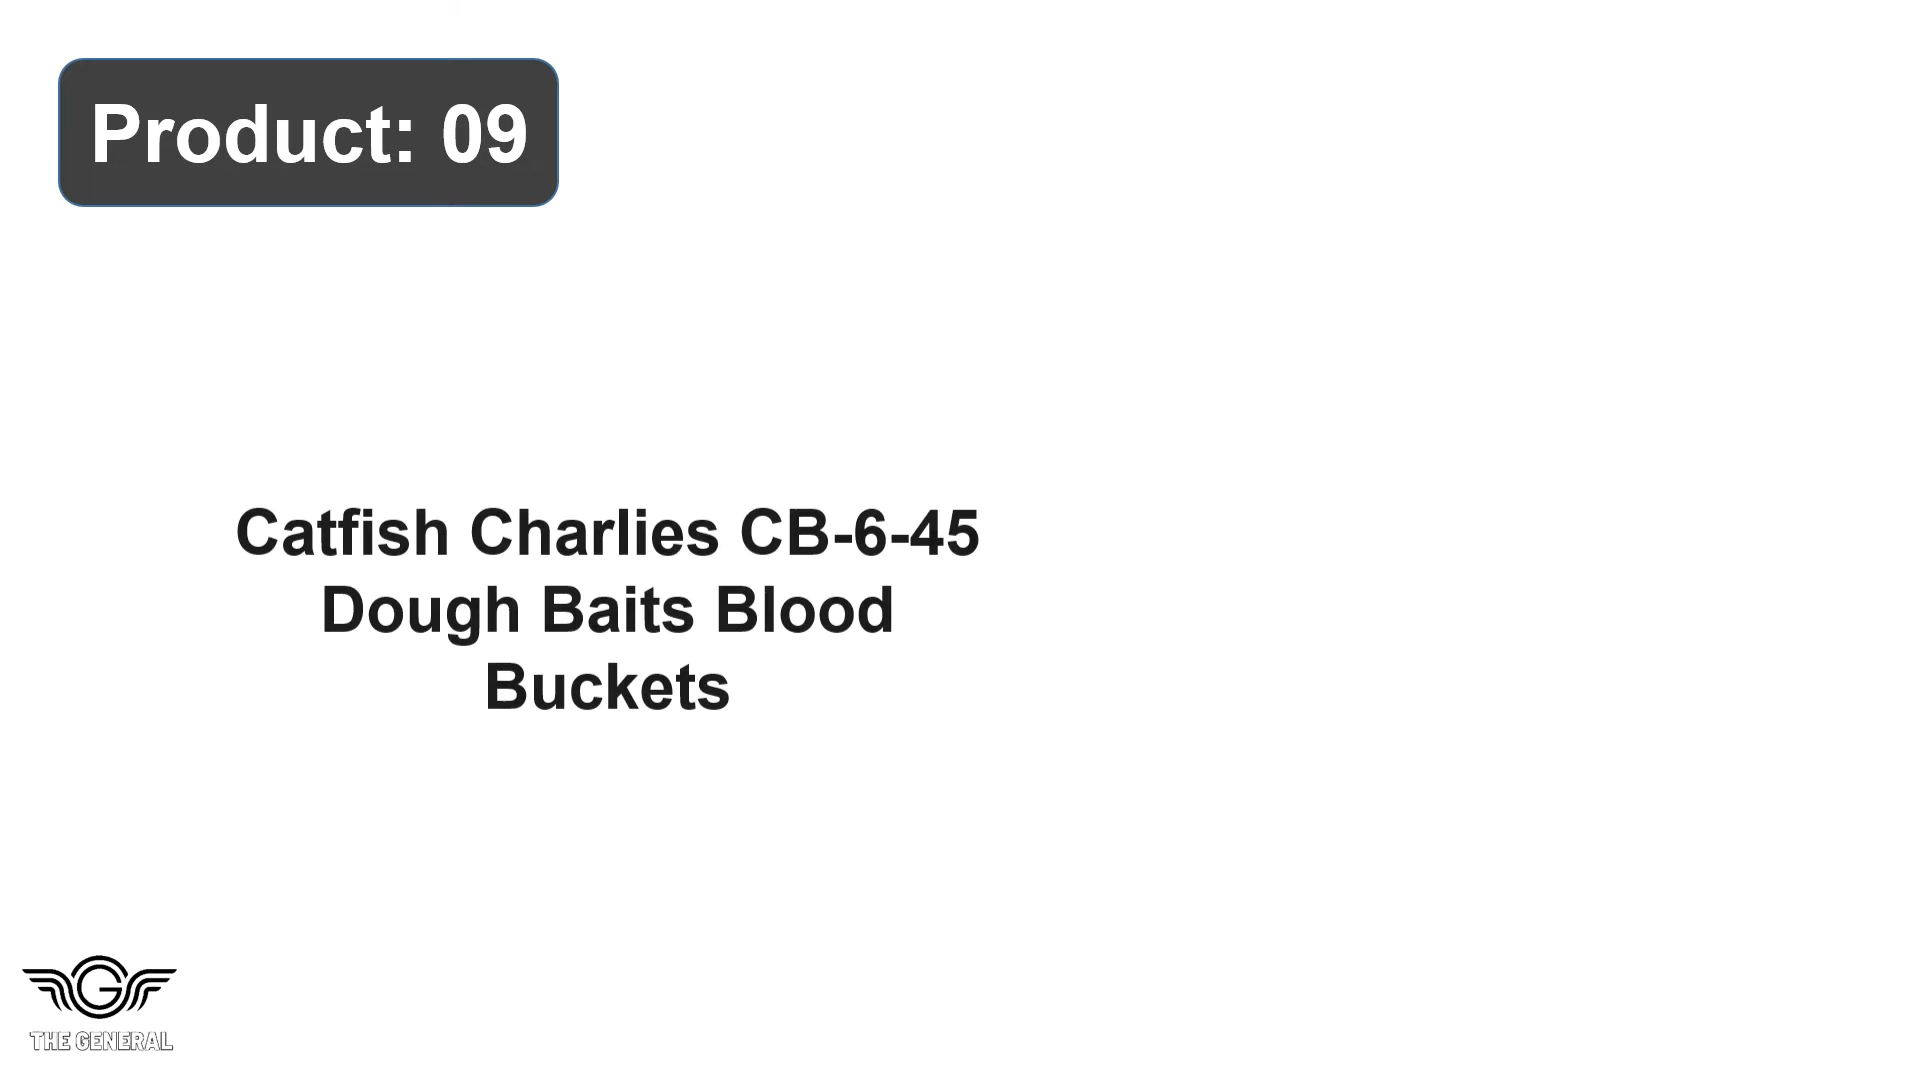 Product: 09
Catfish Charlies CB-6-45
Dough Baits Blood
Buckets
G
THE GENERAL